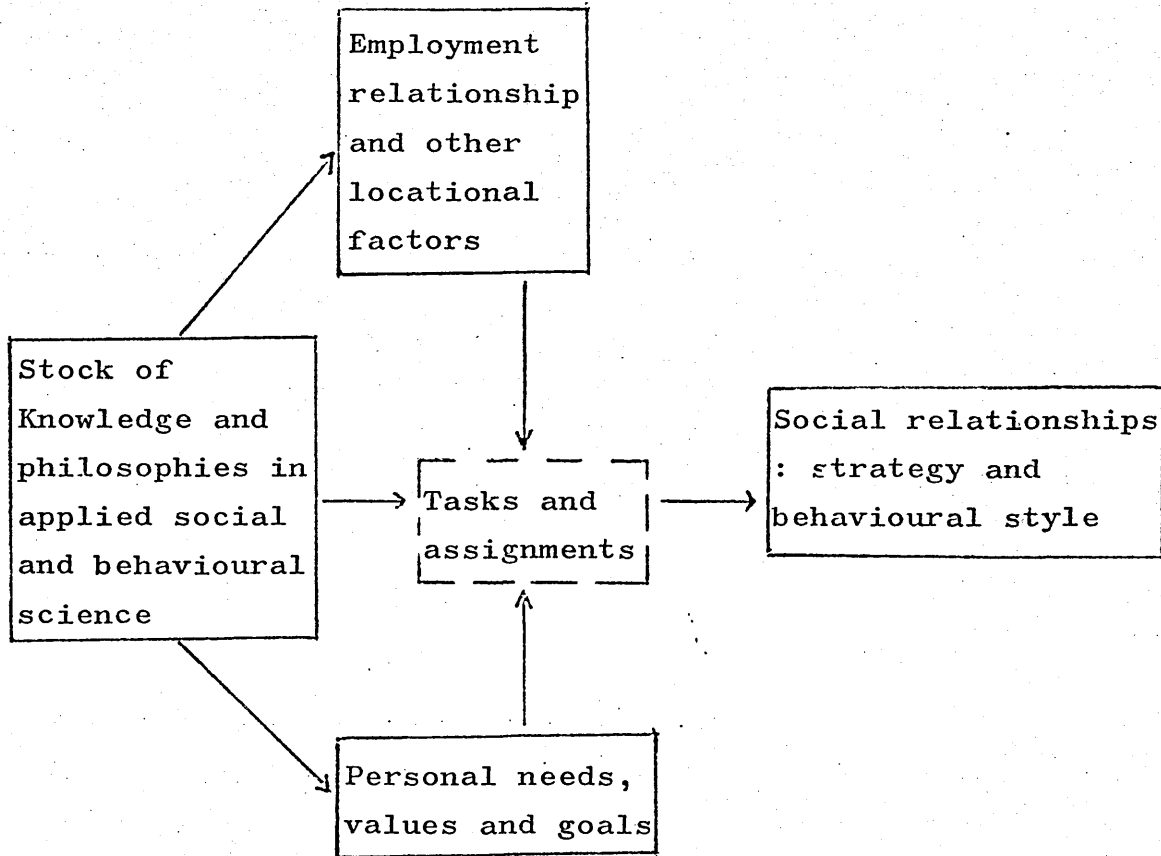 Employment
relationship
and other
locational
factors
Stock of
Knowledge and
philosophies in
applied social
and behavioural
science
Tasks and
assignments
Social relationships
: strategy and
behavioural style
Personal needs,
values and goals